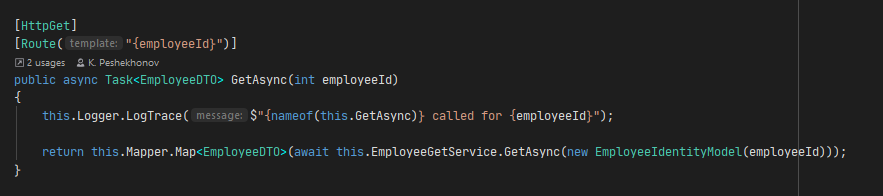 [HttpGet]
[Route( template: "{employeeId}")]
2 usages K. Peshekhonov
public async Task<EmployeeDTO> GetAsync(int employeeId)
{
this.Logger.LogTrace( message: $"{nameof(this.GetAsync)} called for {employeeId}");
return this.Mapper.Map<EmployeeDTO>(await this.EmployeeGetService.GetAsync(new EmployeeIdentityModel(employeeId)));
}